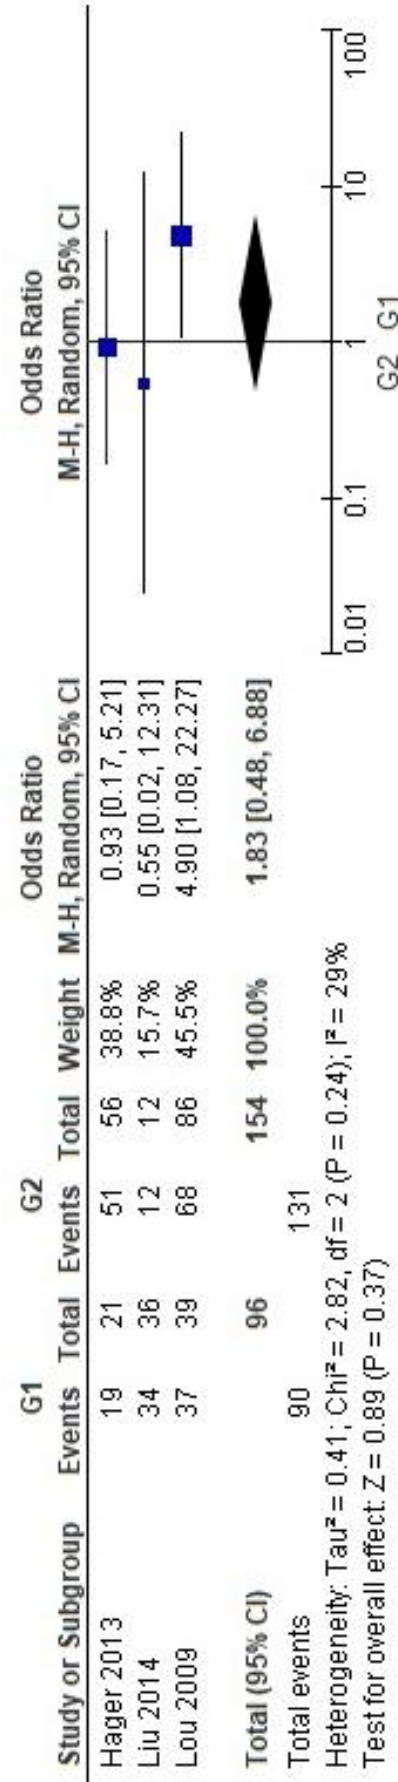 G1 G2 Odds Ratio Odds Ratio
Study or Subgroup Events Total Events Total Weight M-H, Random, 95% CI M-H, Random, 95% CI
Hager 2013 19 21 51 56 38.8% 0.93 [0.17, 5.21]
Liu 2014 34 36 12 12 15.7% 0.55 [0.02, 12.31]
Lou 2009 37 39 68 86 45.5% 4.90 [1.08, 22.27]
Total (95% CI) 96 154 100.0% 1.83 [0.48, 6.88]
Total events 90 131
Heterogeneity: Tau² = 0.41; Chi² = 2.82, df = 2 (P = 0.24); I² = 29%
Test for overall effect: Z = 0.89 (P = 0.37)
0.01 0.1 1 10 100
G2 G1